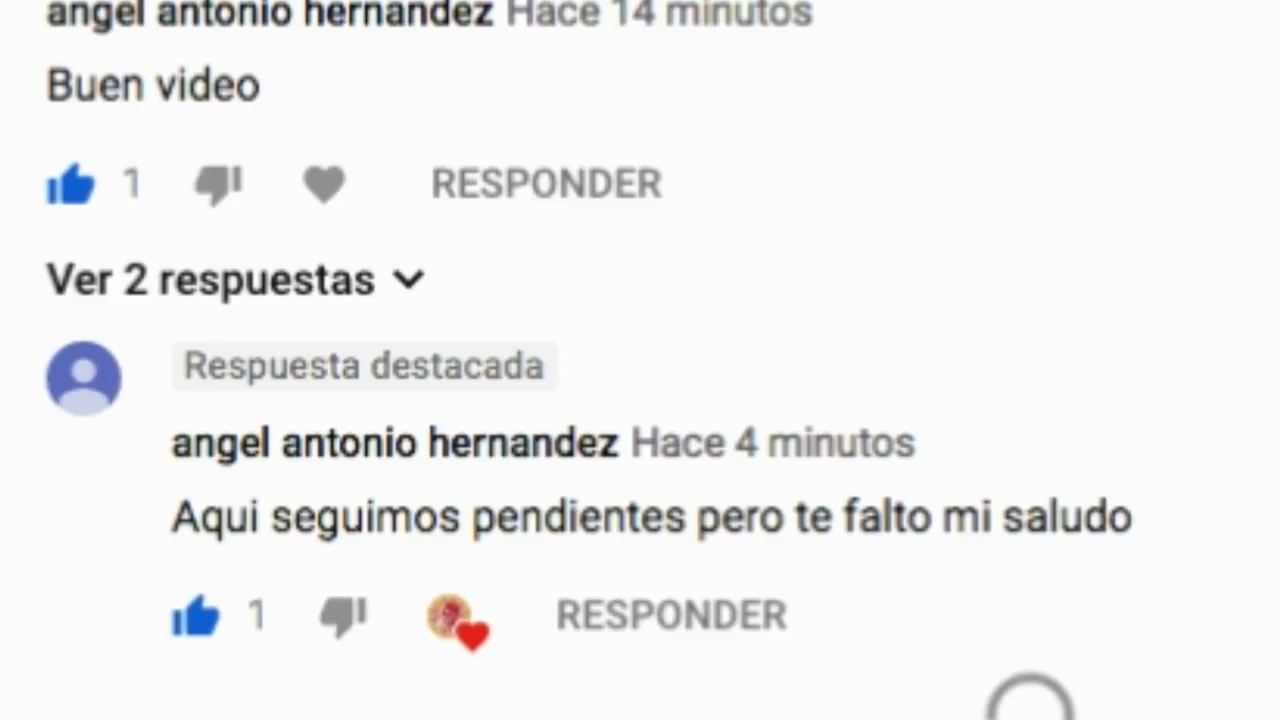 angel antonio hernandez Hace 14 minutos
Buen video
1 RESPONDER
Ver 2 respuestas
Respuesta destacada
angel antonio hernandez Hace 4 minutos
Aqui seguimos pendientes pero te falto mi saludo
1 RESPONDER